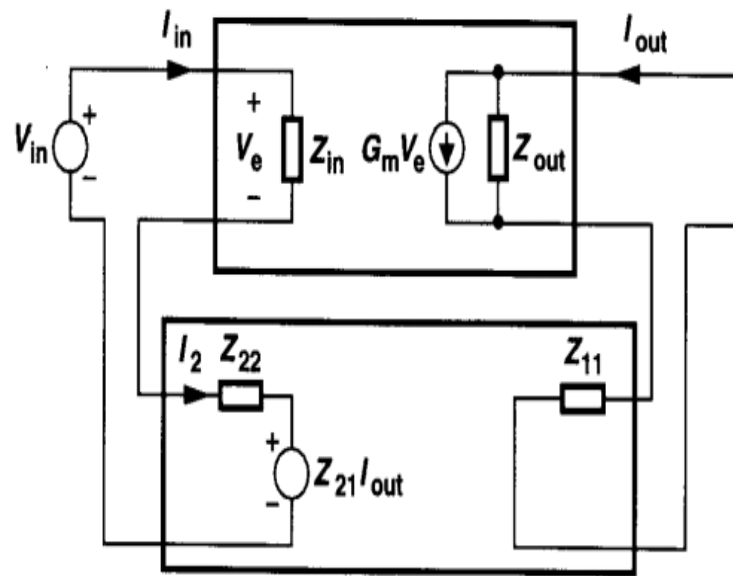 I_in
I_out
+
V_in
−
+
V_e
−
Z_in
G_mV_e
Z_out
I_2
Z_22
+
Z_21I_out
−
Z_11